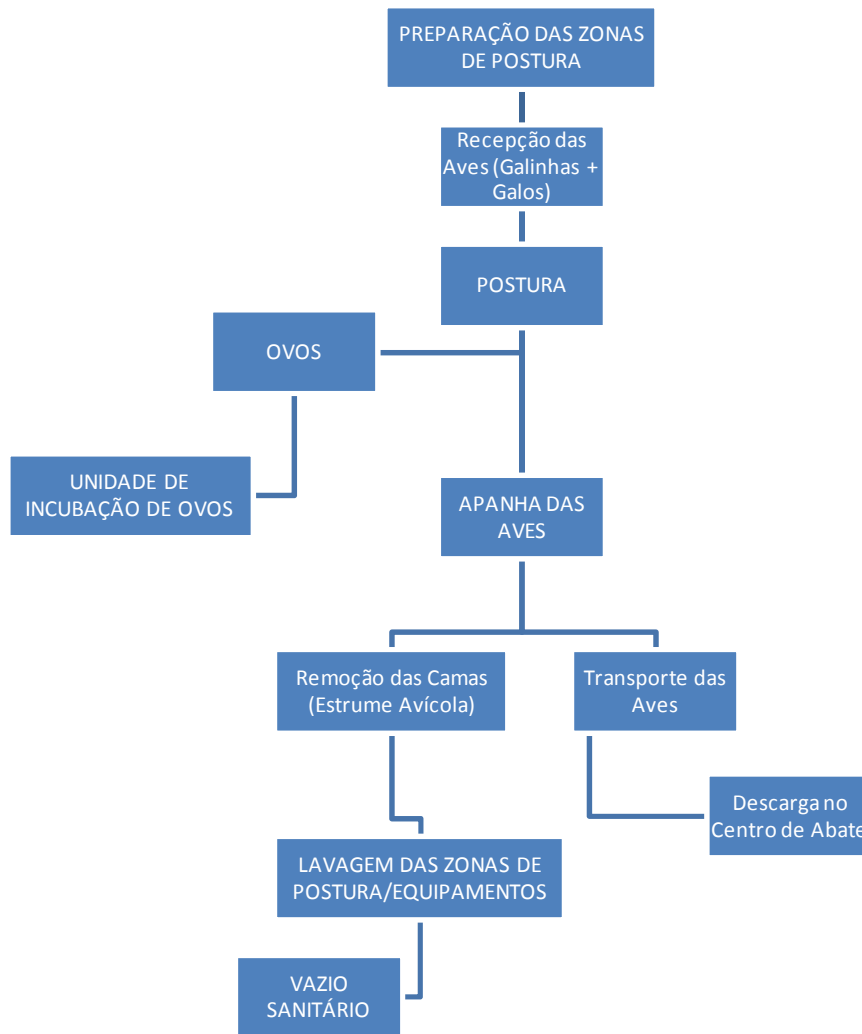 PREPARAÇÃO DAS ZONAS
DE POSTURA
Recepção das
Aves (Galinhas +
Galos)
POSTURA
OVOS
UNIDADE DE
INCUBAÇÃO DE OVOS
APANHA DAS
AVES
Remoção das Camas
(Estrume Avícola)
Transporte das
Aves
Descarga no
Centro de Abate
LAVAGEM DAS ZONAS DE
POSTURA/EQUIPAMENTOS
VAZIO
SANITÁRIO